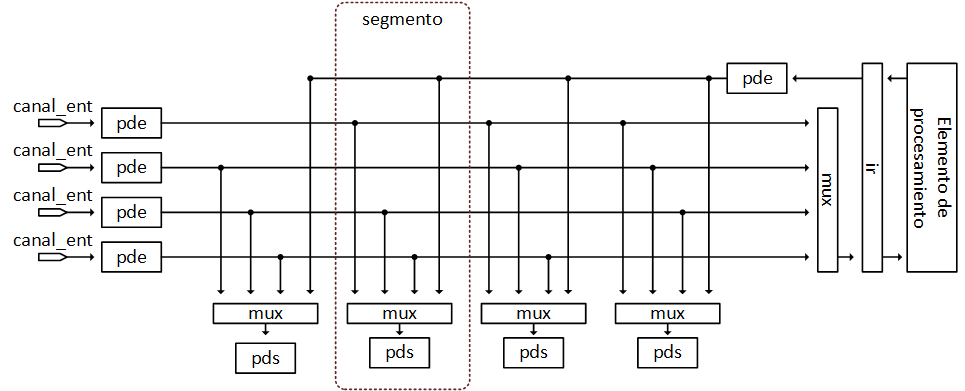 segmento
pde
canal_ent
pde
canal_ent
pde
canal_ent
pde
canal_ent
pde
mux
ir
Elemento de
procesamiento
mux
mux
mux
mux
pds
pds
pds
pds